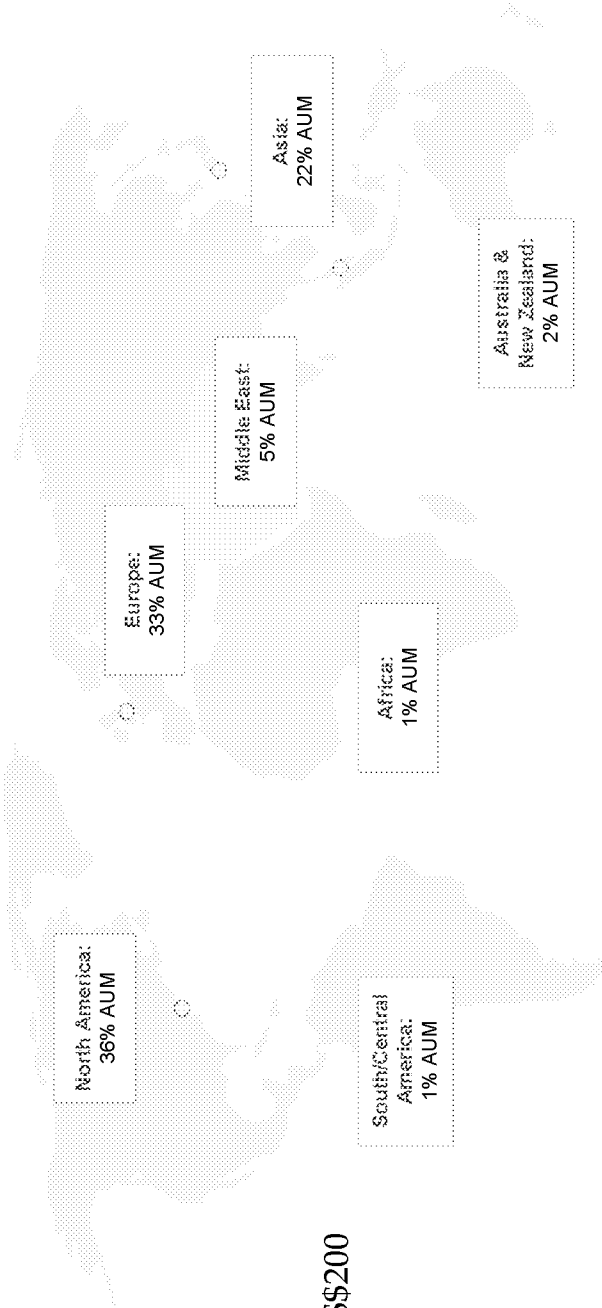 North America:
36% AUM
Europe:
33% AUM
Middle East:
5% AUM
Asia:
22% AUM
South/Central
America:
1% AUM
Africa:
1% AUM
Australia &
New Zealand:
2% AUM
$200